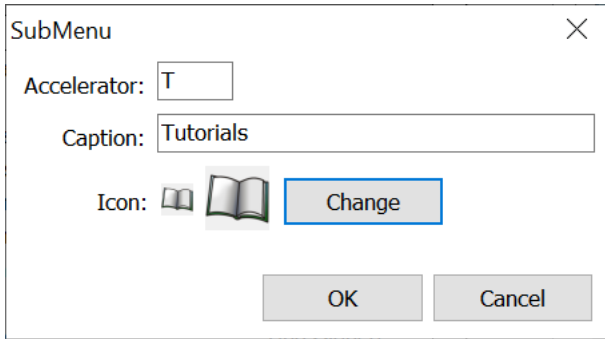 SubMenu
Accelerator: T
Caption: Tutorials
Icon: Change
OK Cancel